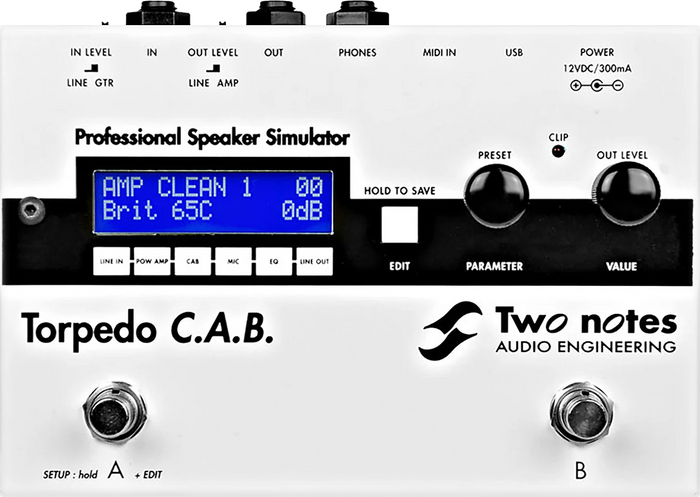 IN LEVEL IN OUT LEVEL OUT PHONES MIDI IN USB POWER
LINE GTR LINE AMP 12VDC/300mA
Professional Speaker Simulator
CLIP
PRESET OUT LEVEL
AMP CLEAN 1 00
Brit 65C 0dB
HOLD TO SAVE
LINE IN POW AMP CAB MIC EQ LINE OUT
EDIT PARAMETER VALUE
Torpedo C.A.B.
Two notes
AUDIO ENGINEERING
SETUP : hold A + EDIT B